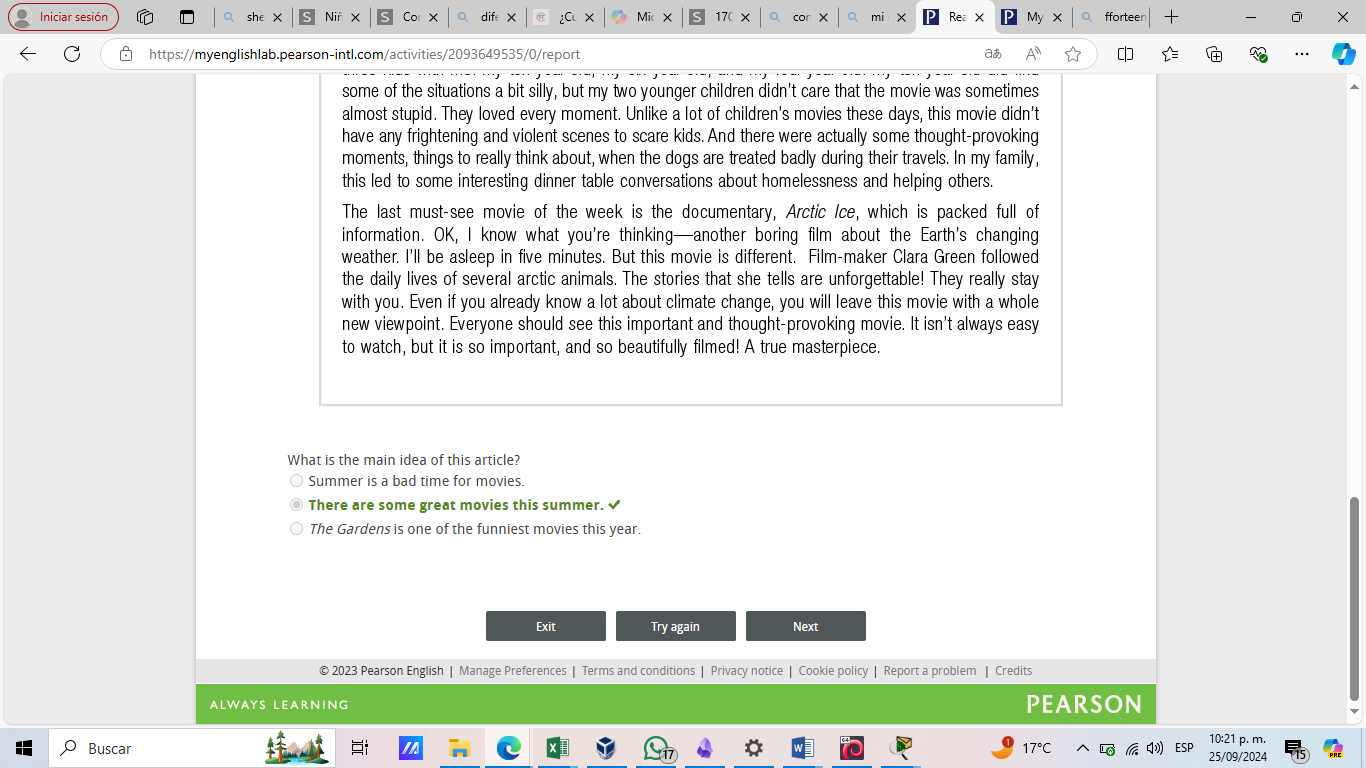 Iniciar sesión
she
Niñ
Cor
dife
¿Cu
Mic
170
cor
mi
Rea
My
fforteen
https://myenglishlab.pearson-intl.com/activities/2093649535/0/report
some of the situations a bit silly, but my two younger children didn't care that the movie was sometimes
almost stupid. They loved every moment. Unlike a lot of children's movies these days, this movie didn't
have any frightening and violent scenes to scare kids. And there were actually some thought-provoking
moments, things to really think about, when the dogs are treated badly during their travels. In my family,
this led to some interesting dinner table conversations about homelessness and helping others.
The last must-see movie of the week is the documentary, Arctic Ice, which is packed full of
information. OK, I know what you're thinking—another boring film about the Earth's changing
weather. I'll be asleep in five minutes. But this movie is different. Film-maker Clara Green followed
the daily lives of several arctic animals. The stories that she tells are unforgettable! They really stay
with you. Even if you already know a lot about climate change, you will leave this movie with a whole
new viewpoint. Everyone should see this important and thought-provoking movie. It isn't always easy
to watch, but it is so important, and so beautifully filmed! A true masterpiece.
What is the main idea of this article?
Summer is a bad time for movies.
There are some great movies this summer.
The Gardens is one of the funniest movies this year.
Exit
Try again
Next
© 2023 Pearson English | Manage Preferences | Terms and conditions | Privacy notice | Cookie policy | Report a problem | Credits
ALWAYS LEARNING
PEARSON
Buscar
17
17°C
ESP
10:21 p. m.
25/09/2024
15